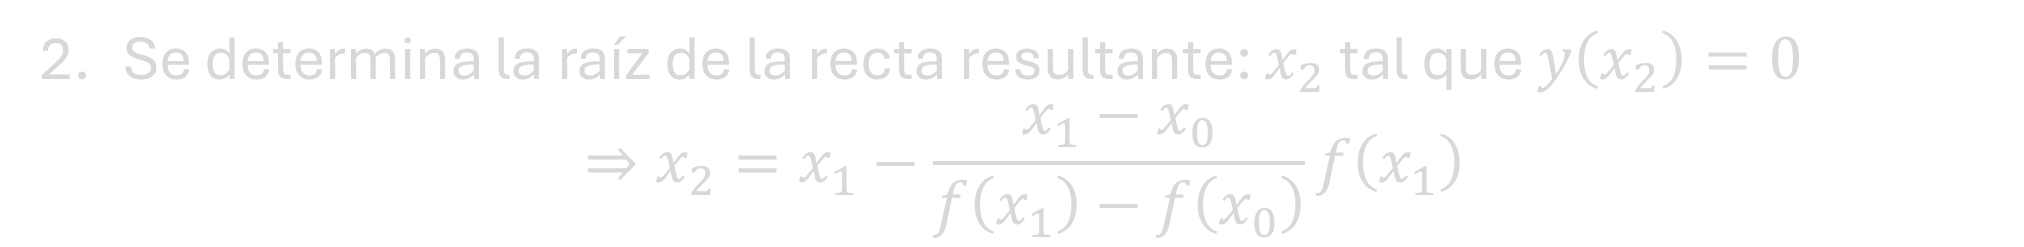 2. Se determina la raíz de la recta resultante: x₂ tal que y(x₂) = 0
⇒ x₂ = x₁ − \frac{x₁ − x₀}{f(x₁) − f(x₀)} f(x₁)